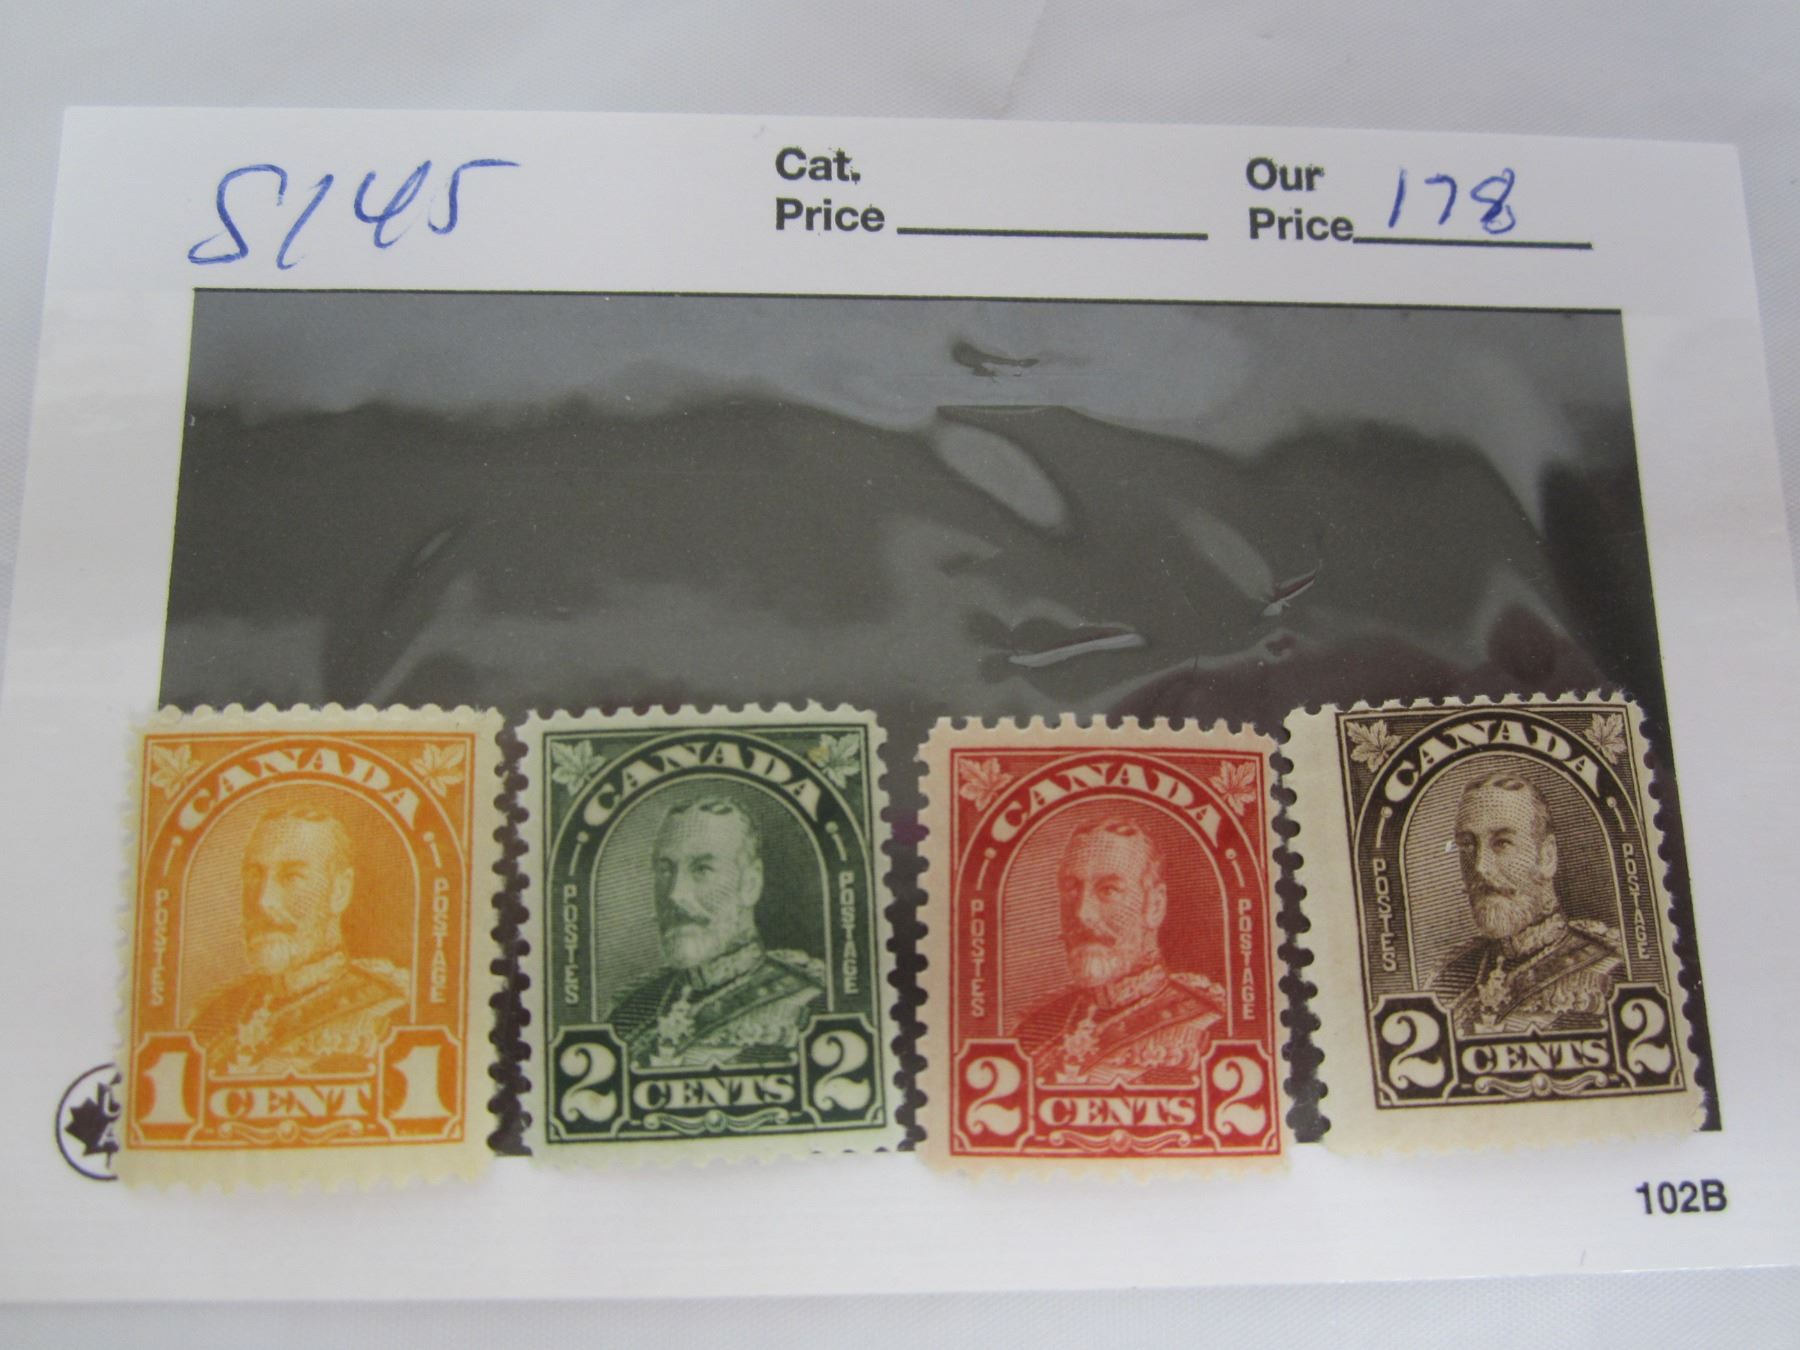 5145
Cat. Our
Price Price 178
CANADA
POSTES POSTAGE
1 CENT 1
CANADA
POSTES POSTAGE
2 CENTS 2
CANADA
POSTES POSTAGE
2 CENTS 2
CANADA
POSTES POSTAGE
2 CENTS 2
102B